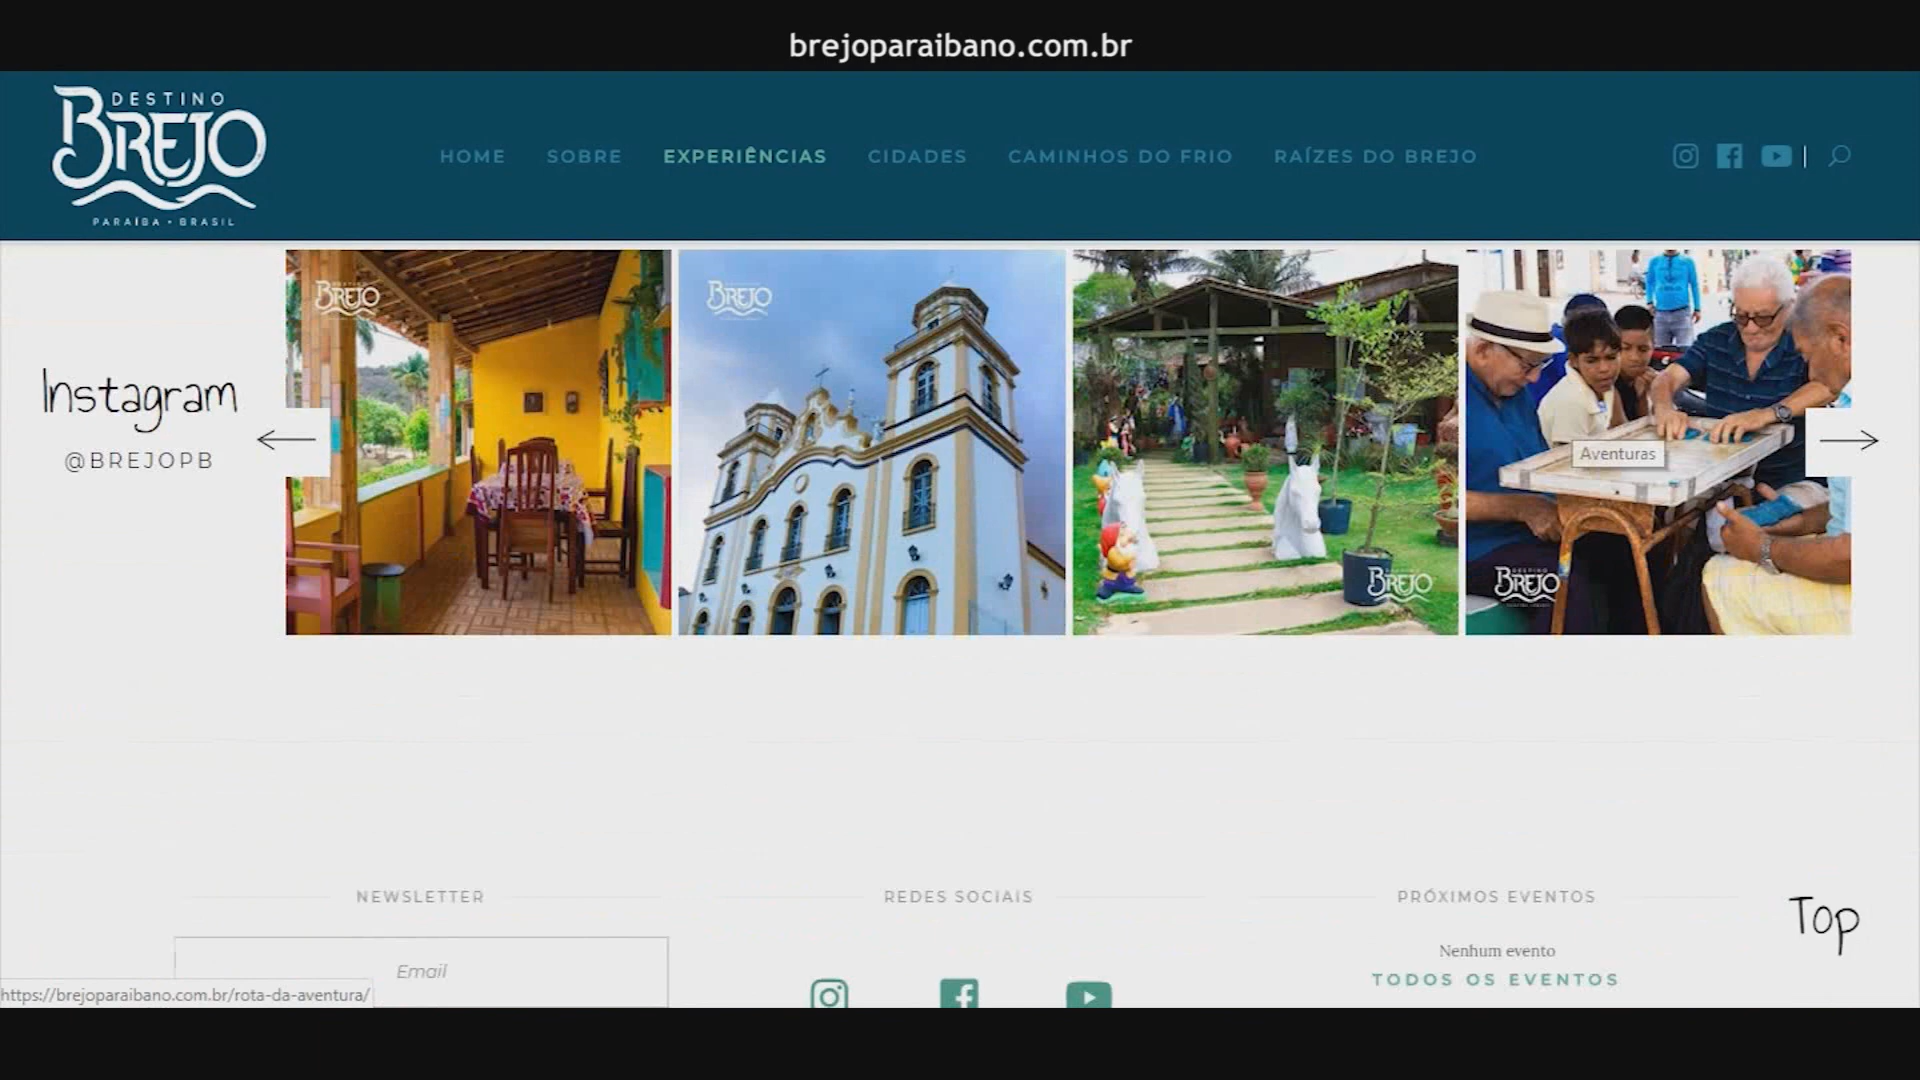 brejoparaibano.com.br
DESTINO
BREJO
PARAÍBA • BRASIL
HOME SOBRE EXPERIÊNCIAS CIDADES CAMINHOS DO FRIO RAÍZES DO BREJO
BREJO
BREJO
Instagram
@BREJOPB
Aventuras
BREJO
BREJO
NEWSLETTER
REDES SOCIAIS
PRÓXIMOS EVENTOS
Top
Email
Nenhum evento
TODOS OS EVENTOS
https://brejoparaibano.com.br/rota-da-aventura/